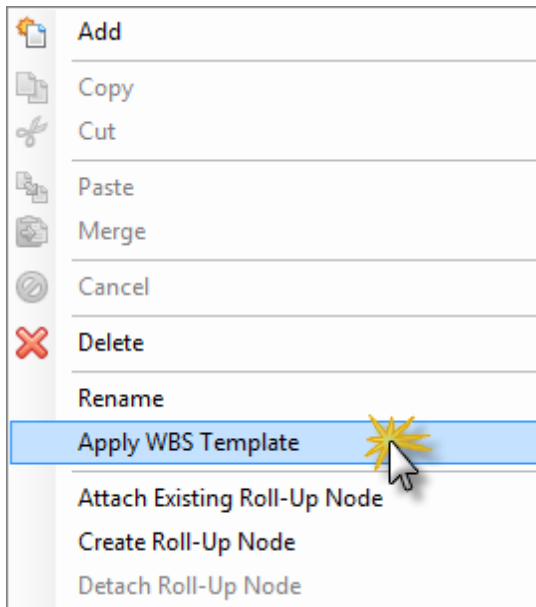 Add
Copy
Cut
Paste
Merge
Cancel
Delete
Rename
Apply WBS Template
Attach Existing Roll-Up Node
Create Roll-Up Node
Detach Roll-Up Node